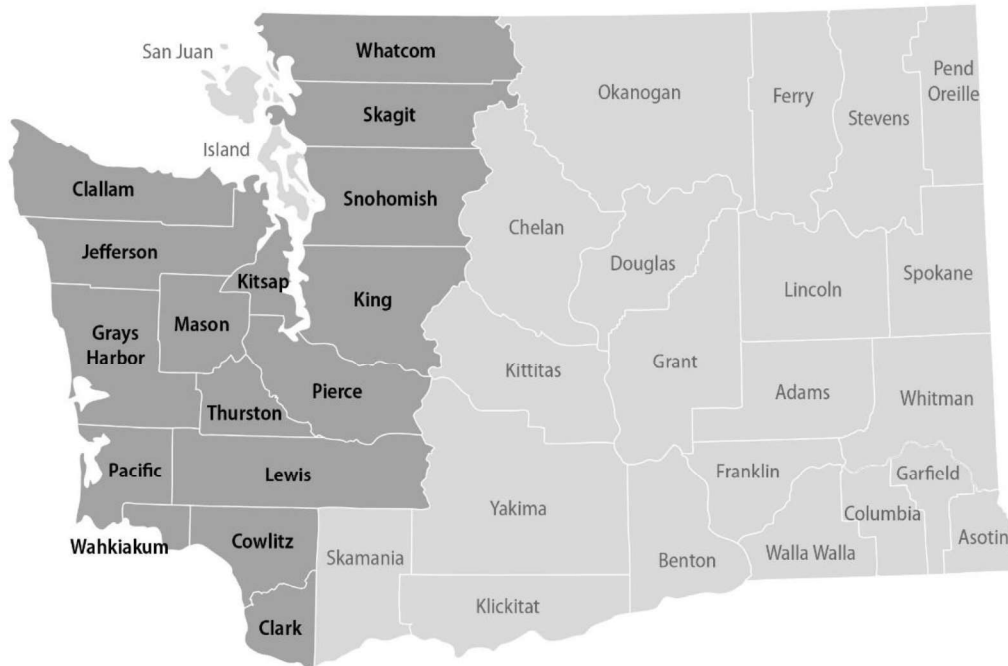 San Juan
Whatcom
Okanogan
Ferry
Stevens
Pend
Oreille
Skagit
Island
Clallam
Snohomish
Chelan
Jefferson
Douglas
Kitsap
King
Lincoln
Spokane
Mason
Grays
Harbor
Kittitas
Grant
Pierce
Adams
Whitman
Thurston
Pacific
Lewis
Franklin
Garfield
Yakima
Columbia
Wahkiakum
Cowlitz
Skamania
Benton
Walla Walla
Asotin
Klickitat
Clark